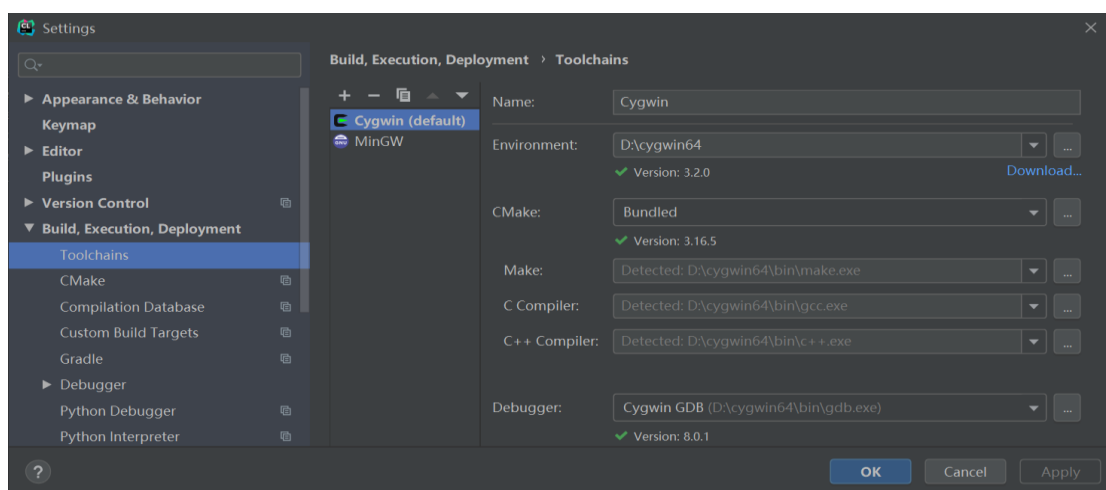 Settings
Appearance & Behavior
Keymap
Editor
Plugins
Version Control
Build, Execution, Deployment
Toolchains
CMake
Compilation Database
Custom Build Targets
Gradle
Debugger
Python Debugger
Python Interpreter
Build, Execution, Deployment › Toolchains
Cygwin (default)
MinGW
Name: Cygwin
Environment: D:\cygwin64
Version: 3.2.0 Download...
CMake: Bundled
Version: 3.16.5
Make: Detected: D:\cygwin64\bin\make.exe
C Compiler: Detected: D:\cygwin64\bin\gcc.exe
C++ Compiler: Detected: D:\cygwin64\bin\c++.exe
Debugger: Cygwin GDB (D:\cygwin64\bin\gdb.exe)
Version: 8.0.1
? OK Cancel Apply